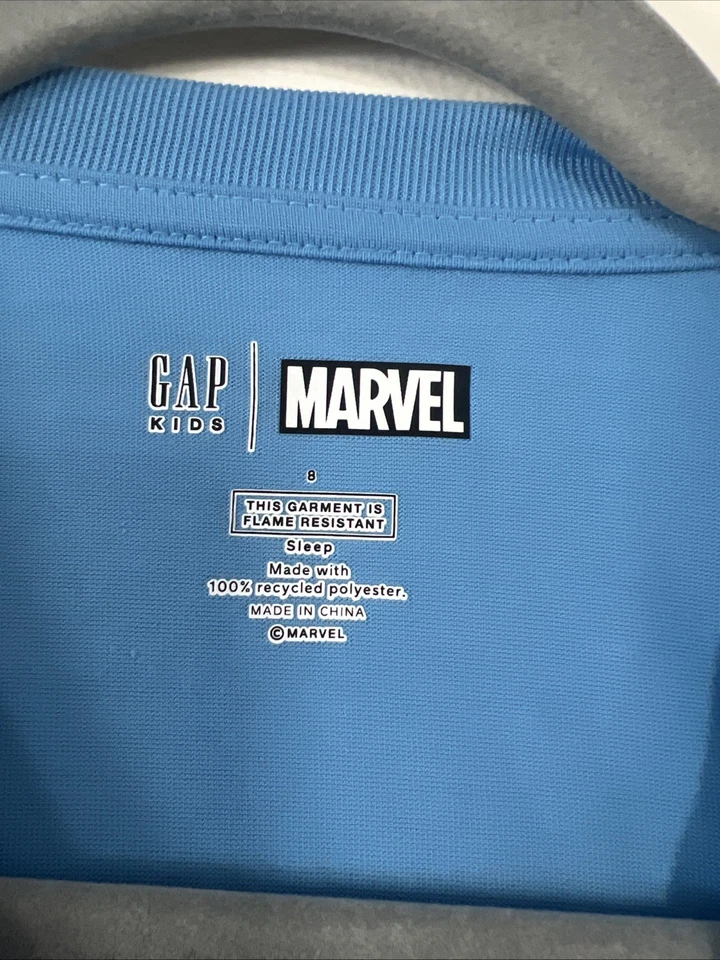 GAP
KIDS
MARVEL
8
THIS GARMENT IS
FLAME RESISTANT
Sleep
Made with
100% recycled polyester.
MADE IN CHINA
©MARVEL